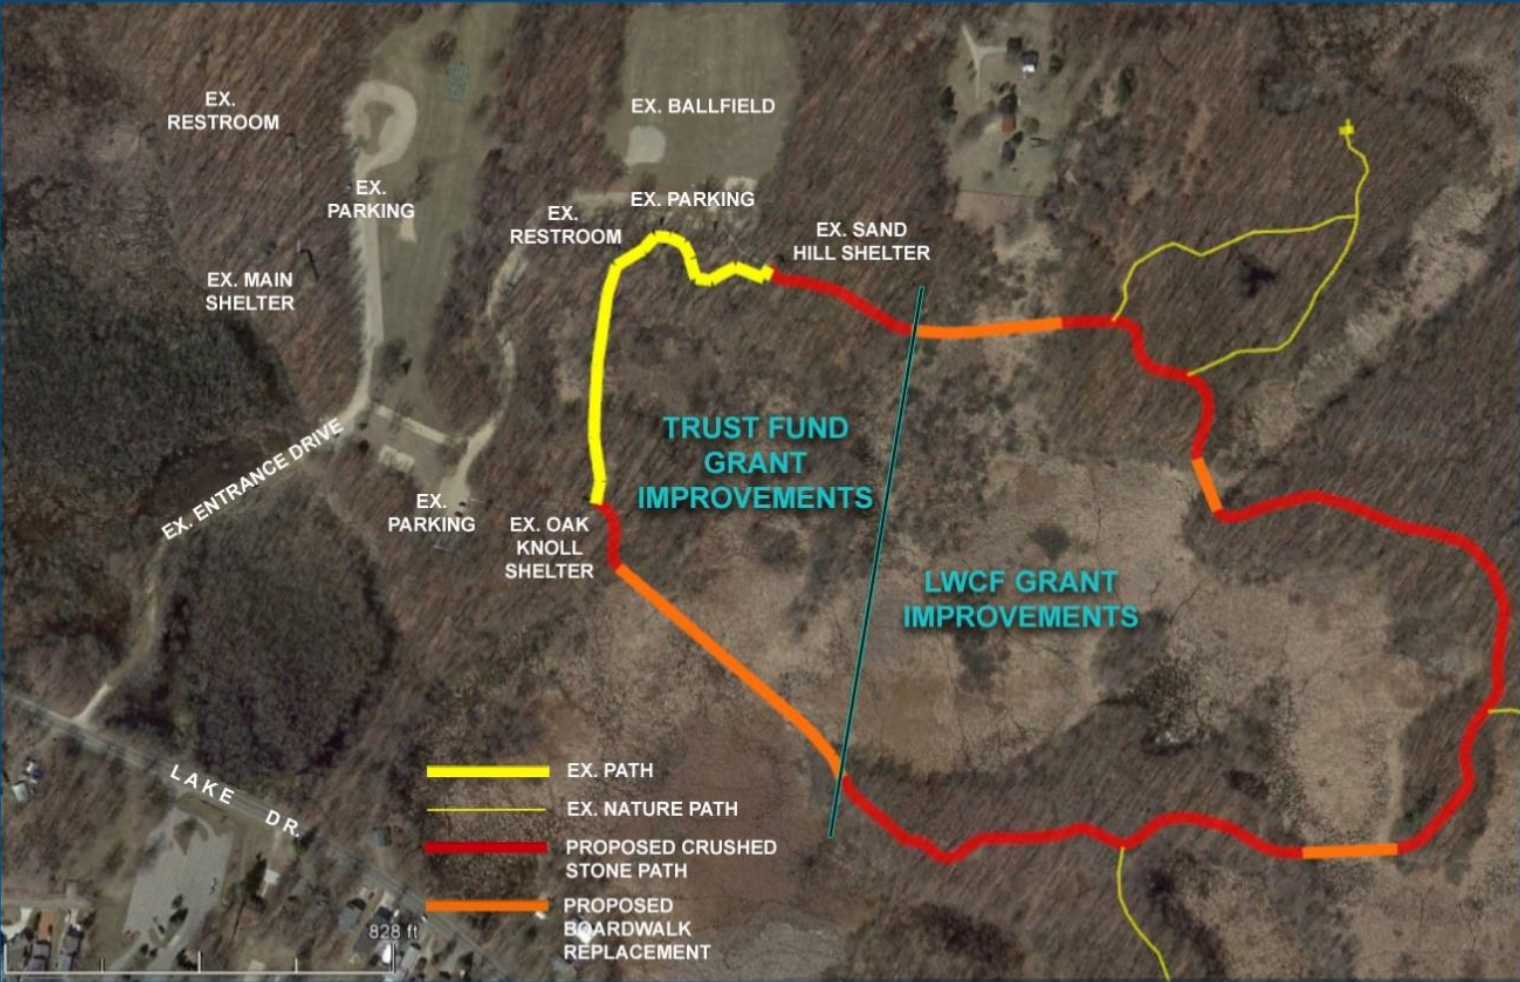 EX.
RESTROOM
EX. BALLFIELD
EX.
PARKING
EX. PARKING
EX.
RESTROOM
EX. SAND
HILL SHELTER
EX. MAIN
SHELTER
EX. ENTRANCE DRIVE
TRUST FUND
GRANT
IMPROVEMENTS
EX.
PARKING
EX. OAK
KNOLL
SHELTER
LWCF GRANT
IMPROVEMENTS
LAKE DR.
EX. PATH
EX. NATURE PATH
PROPOSED CRUSHED
STONE PATH
PROPOSED
BOARDWALK
REPLACEMENT
828 ft